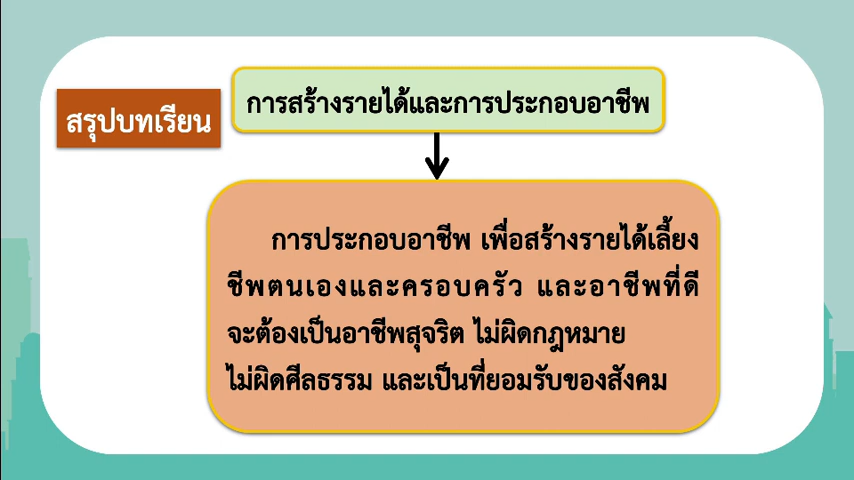 สรุปบทเรียน
การสร้างรายได้และการประกอบอาชีพ
การประกอบอาชีพ เพื่อสร้างรายได้เลี้ยง
ชีพตนเองและครอบครัว และอาชีพที่ดี
จะต้องเป็นอาชีพสุจริต ไม่ผิดกฎหมาย
ไม่ผิดศีลธรรม และเป็นที่ยอมรับของสังคม